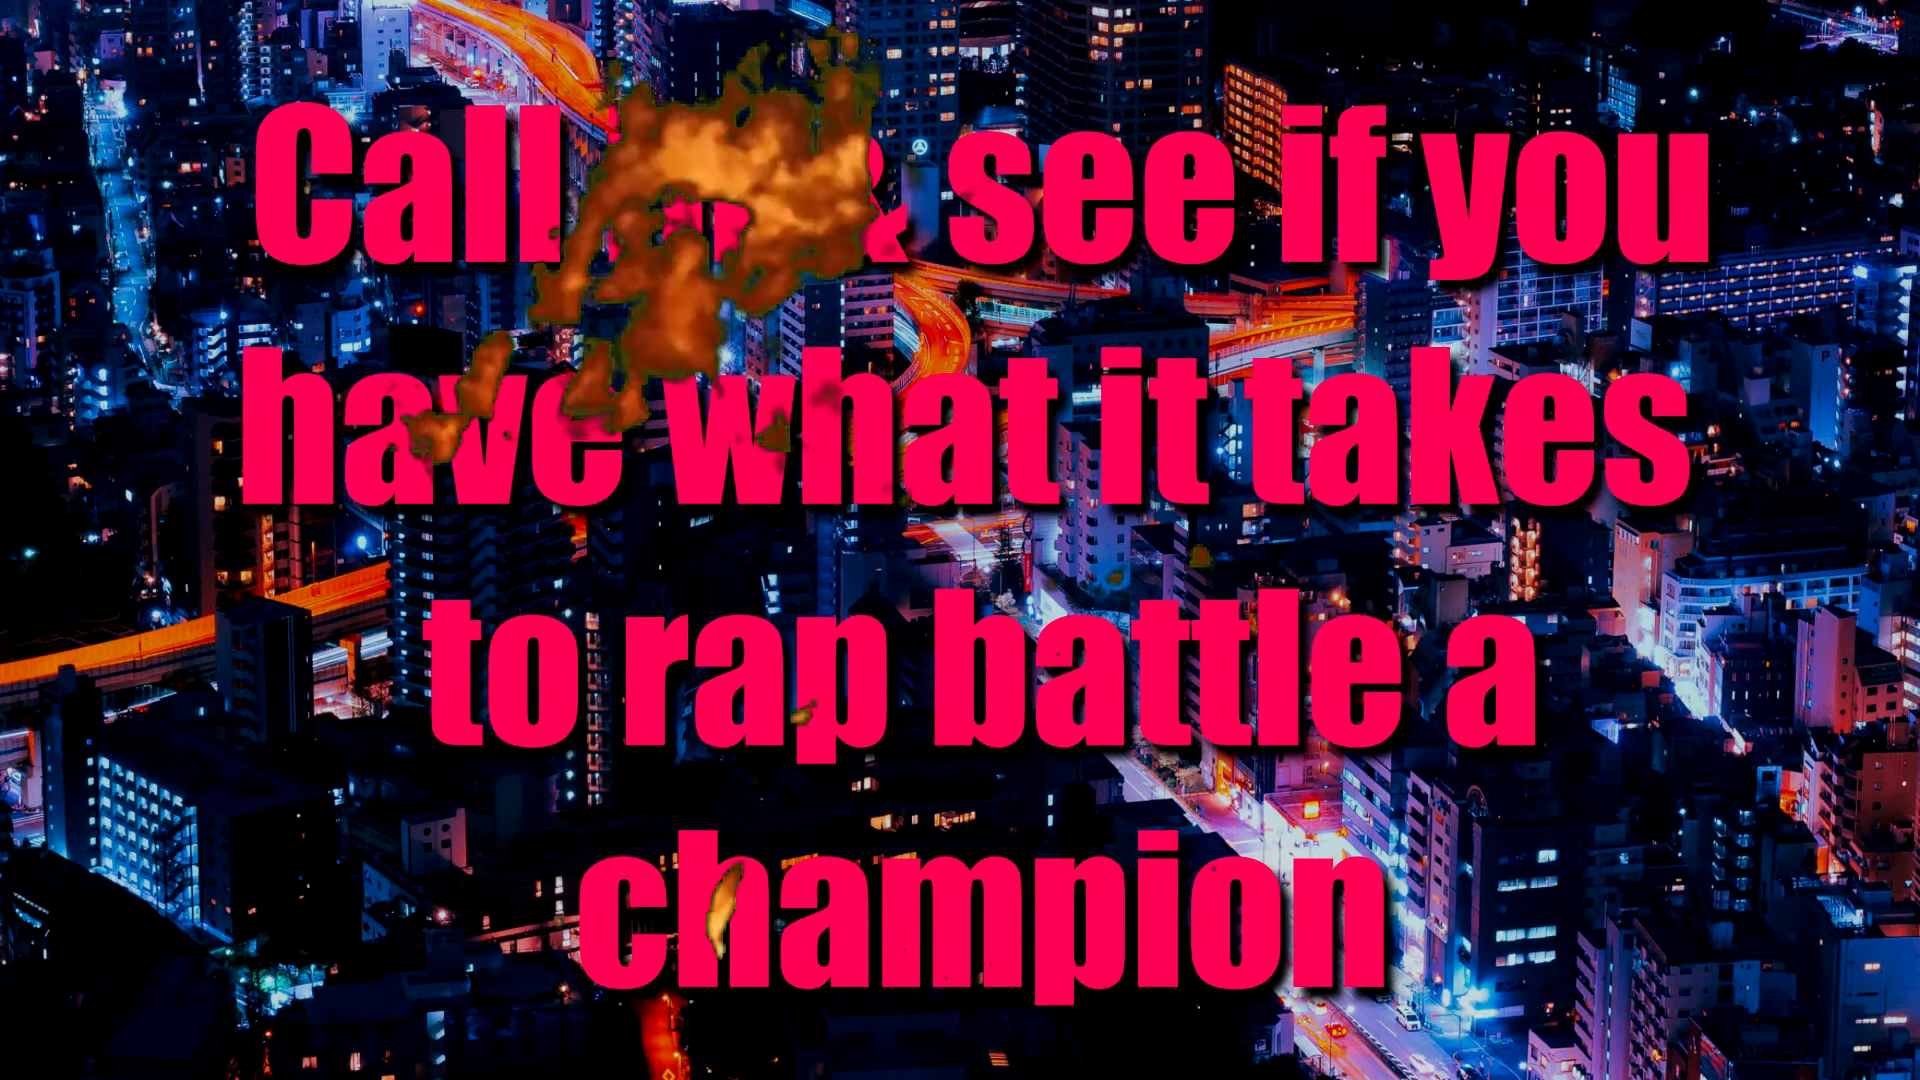 Call & see if you
have what it takes
to rap battle a
champion